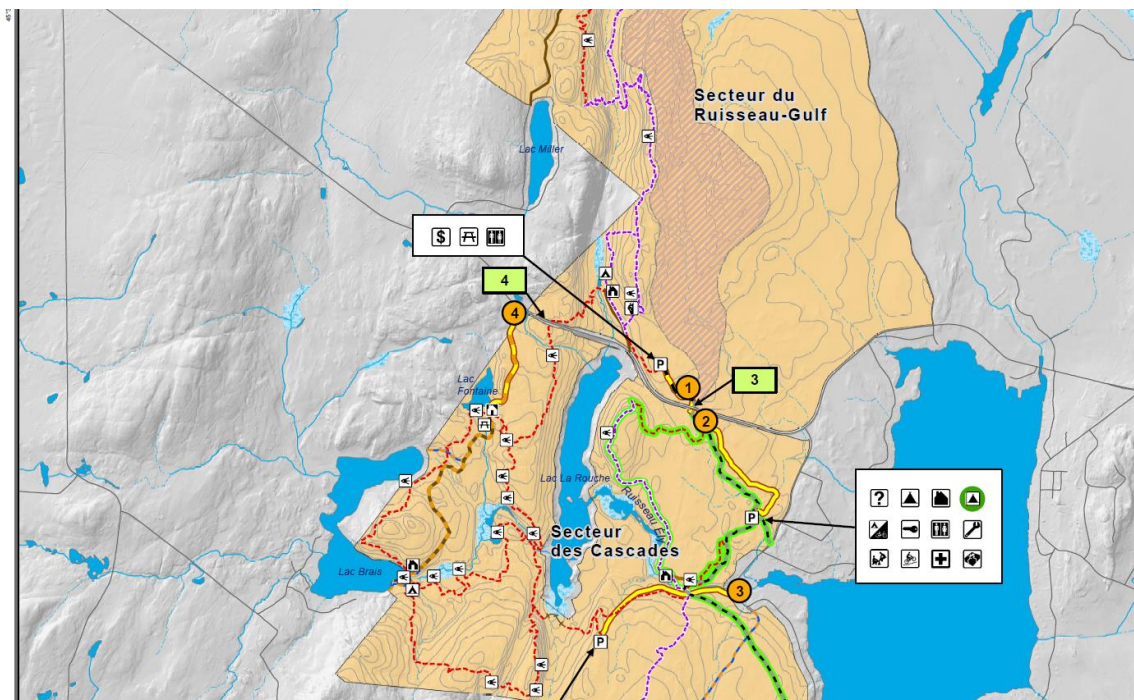 Secteur du
Ruisseau-Gulf
Lac Miller
$
4
4
P
1
3
2
Lac
Fontaine
Lac La Rouche
Ruisseau
?
P
Secteur
des Cascades
Lac Brais
3
P